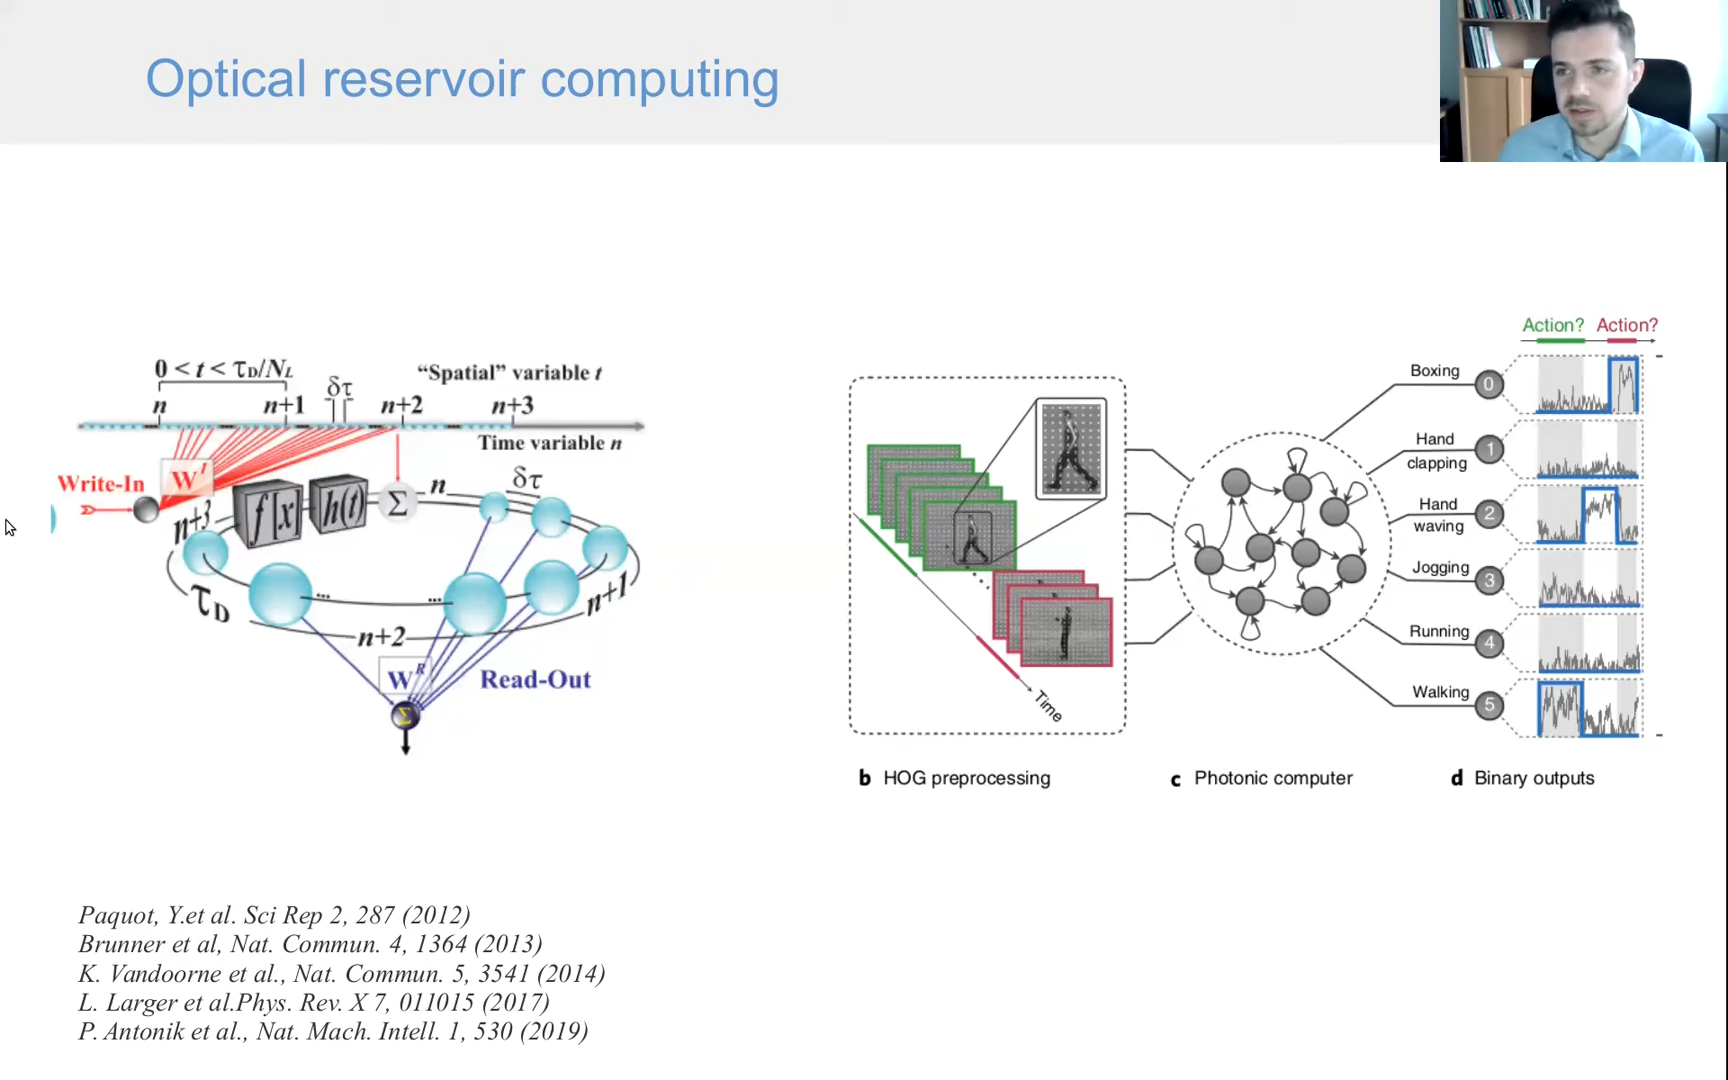 Optical reservoir computing
0 < t < τD/NL
"Spatial" variable t
δτ
n
n+1
n+2
n+3
Time variable n
Write-In
W^I
n+3
f[x]
h(t)
Σ
n
δτ
τD
n+1
n+2
W^R
Read-Out
Σ
Time
b HOG preprocessing
c Photonic computer
Action? Action?
Boxing 0
Hand clapping 1
Hand waving 2
Jogging 3
Running 4
Walking 5
d Binary outputs
Paquot, Y.et al. Sci Rep 2, 287 (2012)
Brunner et al, Nat. Commun. 4, 1364 (2013)
K. Vandoorne et al., Nat. Commun. 5, 3541 (2014)
L. Larger et al.Phys. Rev. X 7, 011015 (2017)
P. Antonik et al., Nat. Mach. Intell. 1, 530 (2019)